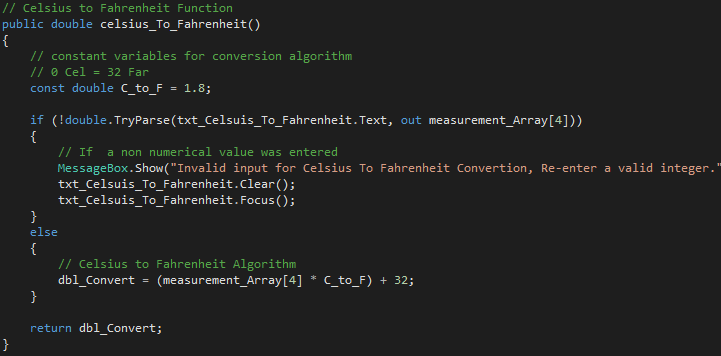 // Celsius to Fahrenheit Function
public double celsius_To_Fahrenheit()
{
// constant variables for conversion algorithm
// 0 Cel = 32 Far
const double C_to_F = 1.8;
if (!double.TryParse(txt_Celsuis_To_Fahrenheit.Text, out measurement_Array[4]))
{
// If  a non numerical value was entered
MessageBox.Show("Invalid input for Celsius To Fahrenheit Convertion, Re-enter a valid integer."
txt_Celsuis_To_Fahrenheit.Clear();
txt_Celsuis_To_Fahrenheit.Focus();
}
else
{
// Celsius to Fahrenheit Algorithm
dbl_Convert = (measurement_Array[4] * C_to_F) + 32;
}
return dbl_Convert;
}